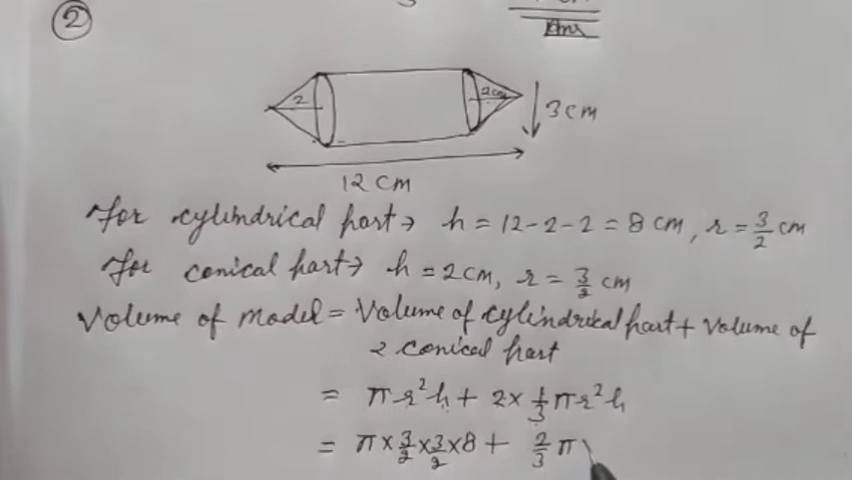 Ans
②
2
2cm
3 cm
12 cm
For cylindrical part → h = 12-2-2 = 8 cm, r = 3/2 cm
For conical part → h = 2cm, r = 3/2 cm
Volume of model = Volume of cylindrical part + Volume of
2 conical part
= πr²h + 2× 1/3 πr²h
= π × 3/2 × 3/2 × 8 + 2/3 π